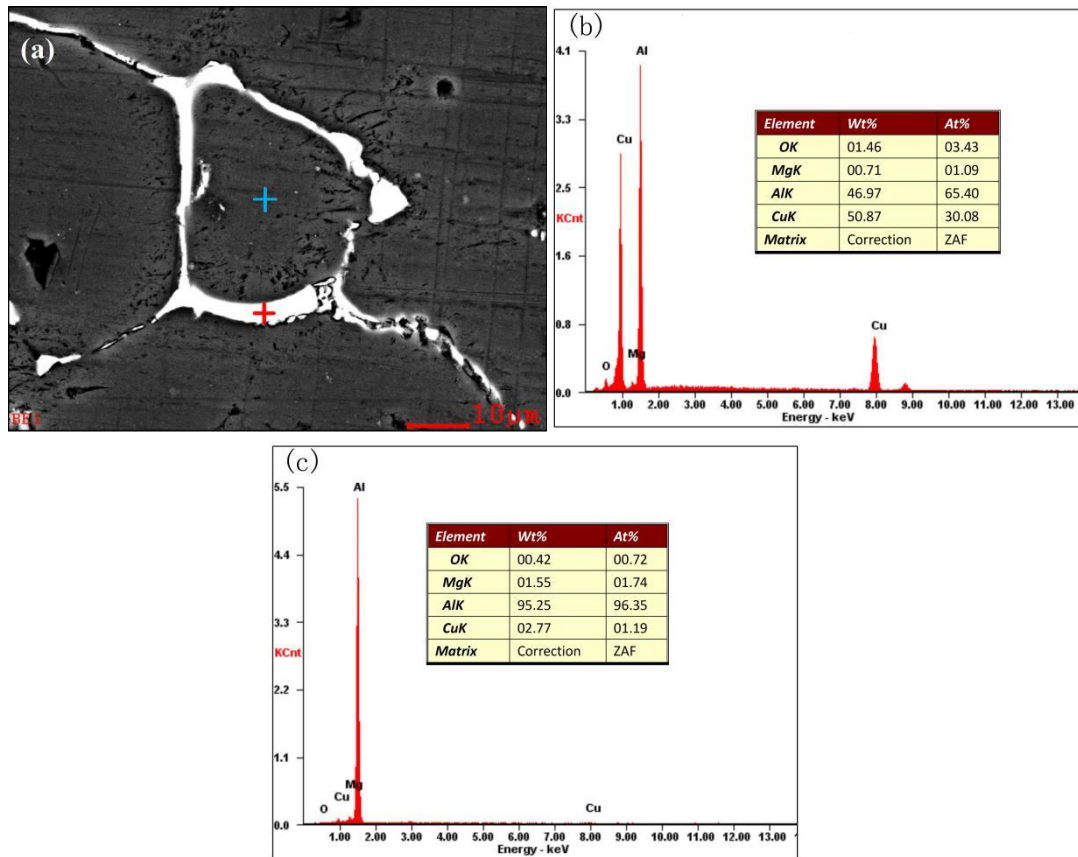 (a)
BEI
10μm
(b)
4.1
Al
3.3
Cu
2.5
KCnt
1.6
0.8
Cu
Mg
O
0.0
1.00 2.00 3.00 4.00 5.00 6.00 7.00 8.00 9.00 10.00 11.00 12.00 13.00
Energy - keV
Element Wt% At%
OK 01.46 03.43
MgK 00.71 01.09
AlK 46.97 65.40
CuK 50.87 30.08
Matrix Correction ZAF
(c)
5.5
Al
4.4
3.3
KCnt
2.2
1.1
Mg
Cu
O
Cu
0.0
1.00 2.00 3.00 4.00 5.00 6.00 7.00 8.00 9.00 10.00 11.00 12.00 13.00
Energy - keV
Element Wt% At%
OK 00.42 00.72
MgK 01.55 01.74
AlK 95.25 96.35
CuK 02.77 01.19
Matrix Correction ZAF